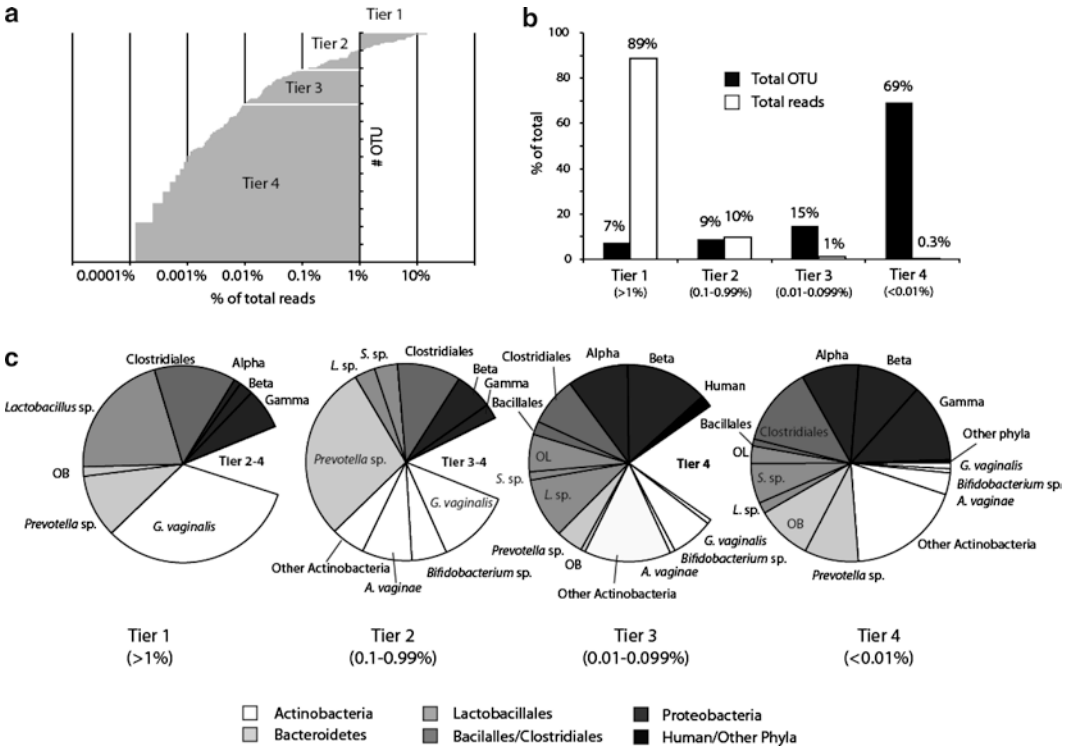 a
Tier 1
Tier 2
Tier 3
Tier 4
# OTU
0.0001% 0.001% 0.01% 0.1% 1% 10%
% of total reads
b
% of total
100
80
60
40
20
0
Total OTU
Total reads
7% 89% 9% 10% 15% 1% 69% 0.3%
Tier 1 Tier 2 Tier 3 Tier 4
(>1%) (0.1-0.99%) (0.01-0.099%) (<0.01%)
c
Clostridiales
Alpha
Beta
Gamma
Lactobacillus sp.
Tier 2-4
OB
Prevotella sp.
G. vaginalis
Tier 1
(>1%)
L. sp.
S. sp.
Clostridiales
Beta
Gamma
Prevotella sp.
Tier 3-4
G. vaginalis
Other Actinobacteria
A. vaginae
Bifidobacterium sp.
Tier 2
(0.1-0.99%)
Clostridiales
Alpha
Beta
Human
Bacillales
OL
S. sp.
L. sp.
Tier 4
Prevotella sp.
OB
G. vaginalis
Bifidobacterium sp.
A. vaginae
Other Actinobacteria
Tier 3
(0.01-0.099%)
Alpha
Beta
Gamma
Clostridiales
Bacillales
OL
S. sp.
L. sp.
OB
Other phyla
G. vaginalis
Bifidobacterium sp
A. vaginae
Other Actinobacteria
Prevotella sp.
Tier 4
(<0.01%)
Actinobacteria
Bacteroidetes
Lactobacillales
Bacilalles/Clostridiales
Proteobacteria
Human/Other Phyla